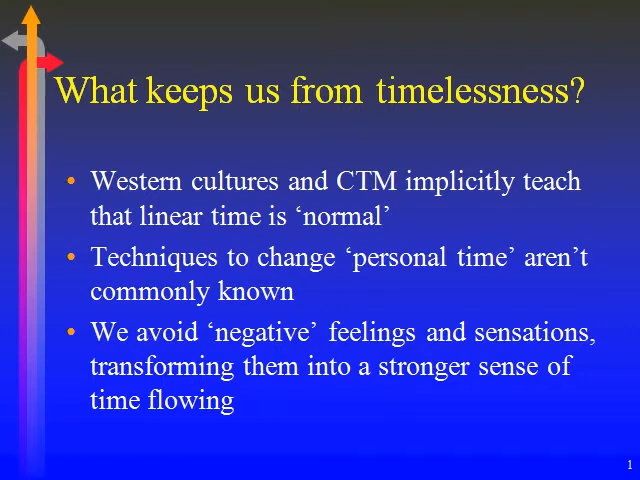 What keeps us from timelessness?
• Western cultures and CTM implicitly teach
that linear time is ‘normal’
• Techniques to change ‘personal time’ aren’t
commonly known
• We avoid ‘negative’ feelings and sensations,
transforming them into a stronger sense of
time flowing
1